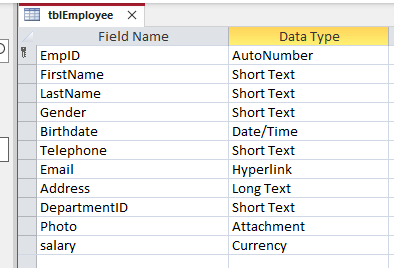 tblEmployee
Field Name Data Type
EmpID AutoNumber
FirstName Short Text
LastName Short Text
Gender Short Text
Birthdate Date/Time
Telephone Short Text
Email Hyperlink
Address Long Text
DepartmentID Short Text
Photo Attachment
salary Currency